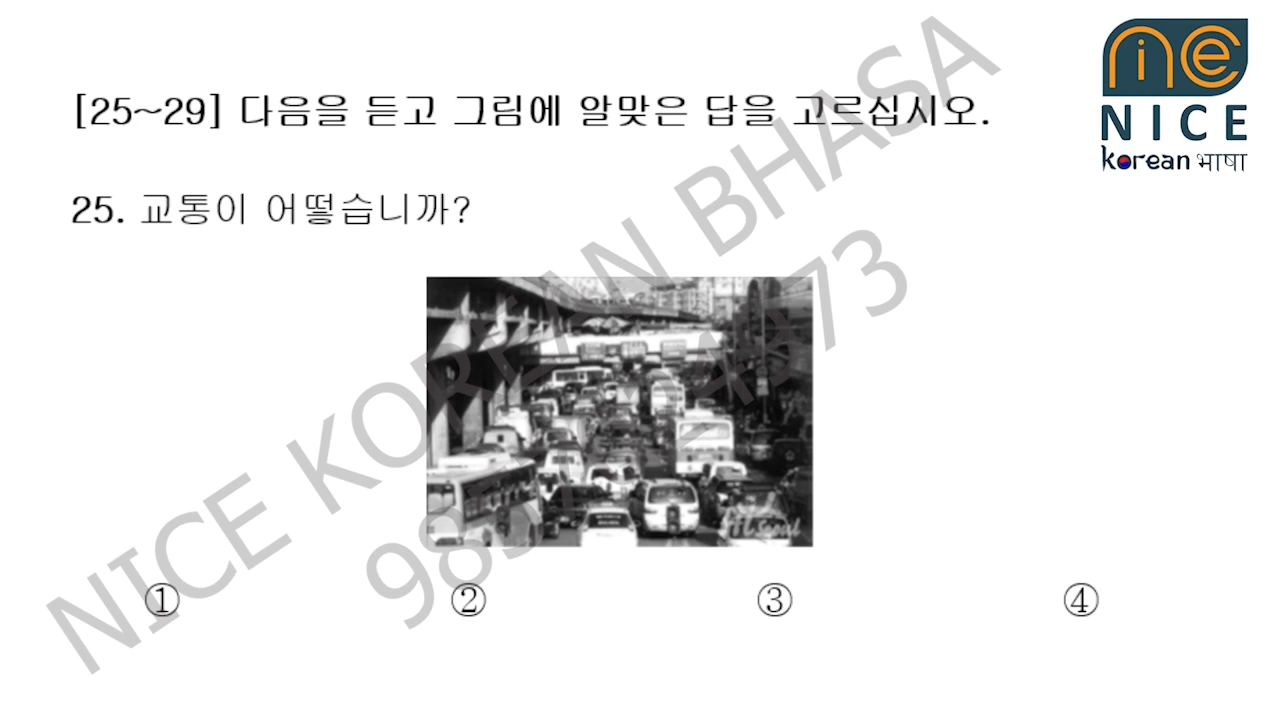 nie
NICE
korean भाषा
[25~29] 다음을 듣고 그림에 알맞은 답을 고르십시오.
25. 교통이 어떻습니까?
NICE KOREAN BHASA
① ② ③ ④